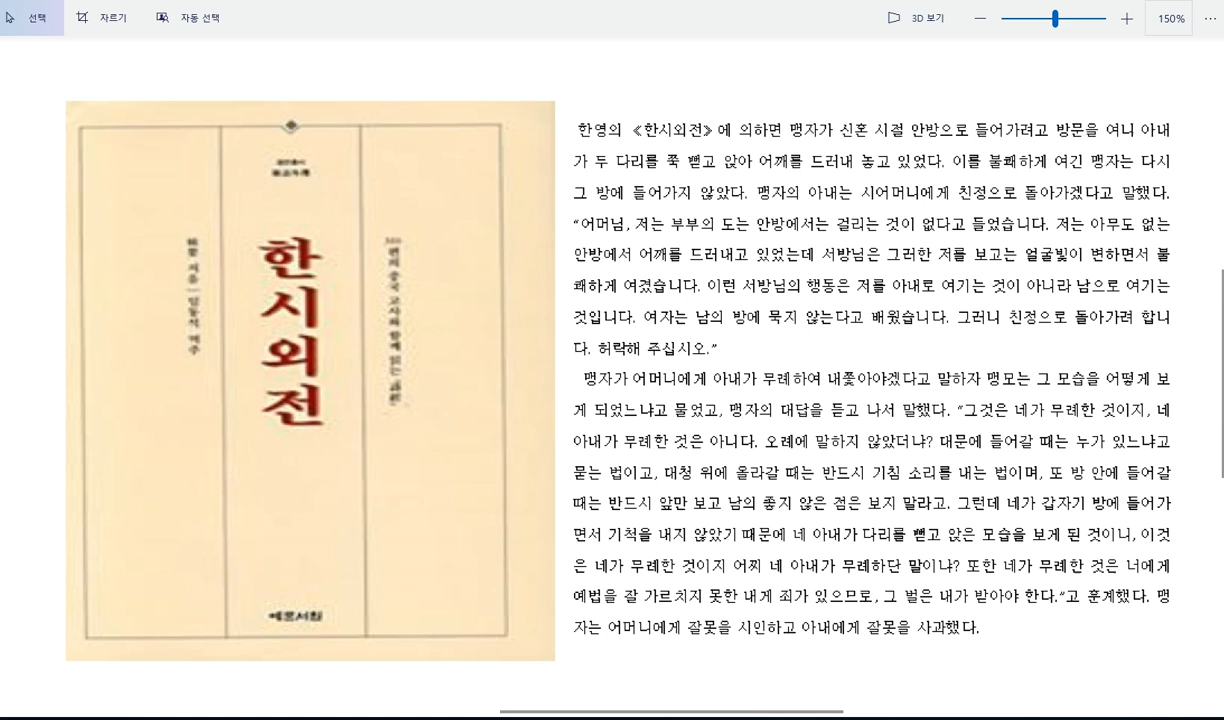 선택
자르기
자동 선택
3D 보기
150%
한시외전
韓嬰 지음 | 임동석 역주
예문서원
한영의 《한시외전》에 의하면 맹자가 신혼 시절 안방으로 들어가려고 방문을 여니 아내
가 두 다리를 쭉 뻗고 앉아 어깨를 드러내 놓고 있었다. 이를 불쾌하게 여긴 맹자는 다시
그 방에 들어가지 않았다. 맹자의 아내는 시어머니에게 친정으로 돌아가겠다고 말했다.
“어머님, 저는 부부의 도는 안방에서는 걸리는 것이 없다고 들었습니다. 저는 아무도 없는
안방에서 어깨를 드러내고 있었는데 서방님은 그러한 저를 보고는 얼굴빛이 변하면서 불
쾌하게 여겼습니다. 이런 서방님의 행동은 저를 아내로 여기는 것이 아니라 남으로 여기는
것입니다. 여자는 남의 방에 묵지 않는다고 배웠습니다. 그러니 친정으로 돌아가려 합니
다. 허락해 주십시오.”
맹자가 어머니에게 아내가 무례하여 내쫓아야겠다고 말하자 맹모는 그 모습을 어떻게 보
게 되었느냐고 물었고, 맹자의 대답을 듣고 나서 말했다. “그것은 네가 무례한 것이지, 네
아내가 무례한 것은 아니다. 오례에 말하지 않았더냐? 대문에 들어갈 때는 누가 있느냐고
묻는 법이고, 대청 위에 올라갈 때는 반드시 기침 소리를 내는 법이며, 또 방 안에 들어갈
때는 반드시 앞만 보고 남의 좋지 않은 점은 보지 말라고. 그런데 네가 갑자기 방에 들어가
면서 기척을 내지 않았기 때문에 네 아내가 다리를 뻗고 앉은 모습을 보게 된 것이니, 이것
은 네가 무례한 것이지 어찌 네 아내가 무례하단 말이냐? 또한 네가 무례한 것은 너에게
예법을 잘 가르치지 못한 내게 죄가 있으므로, 그 벌은 내가 받아야 한다.”고 훈계했다. 맹
자는 어머니에게 잘못을 시인하고 아내에게 잘못을 사과했다.